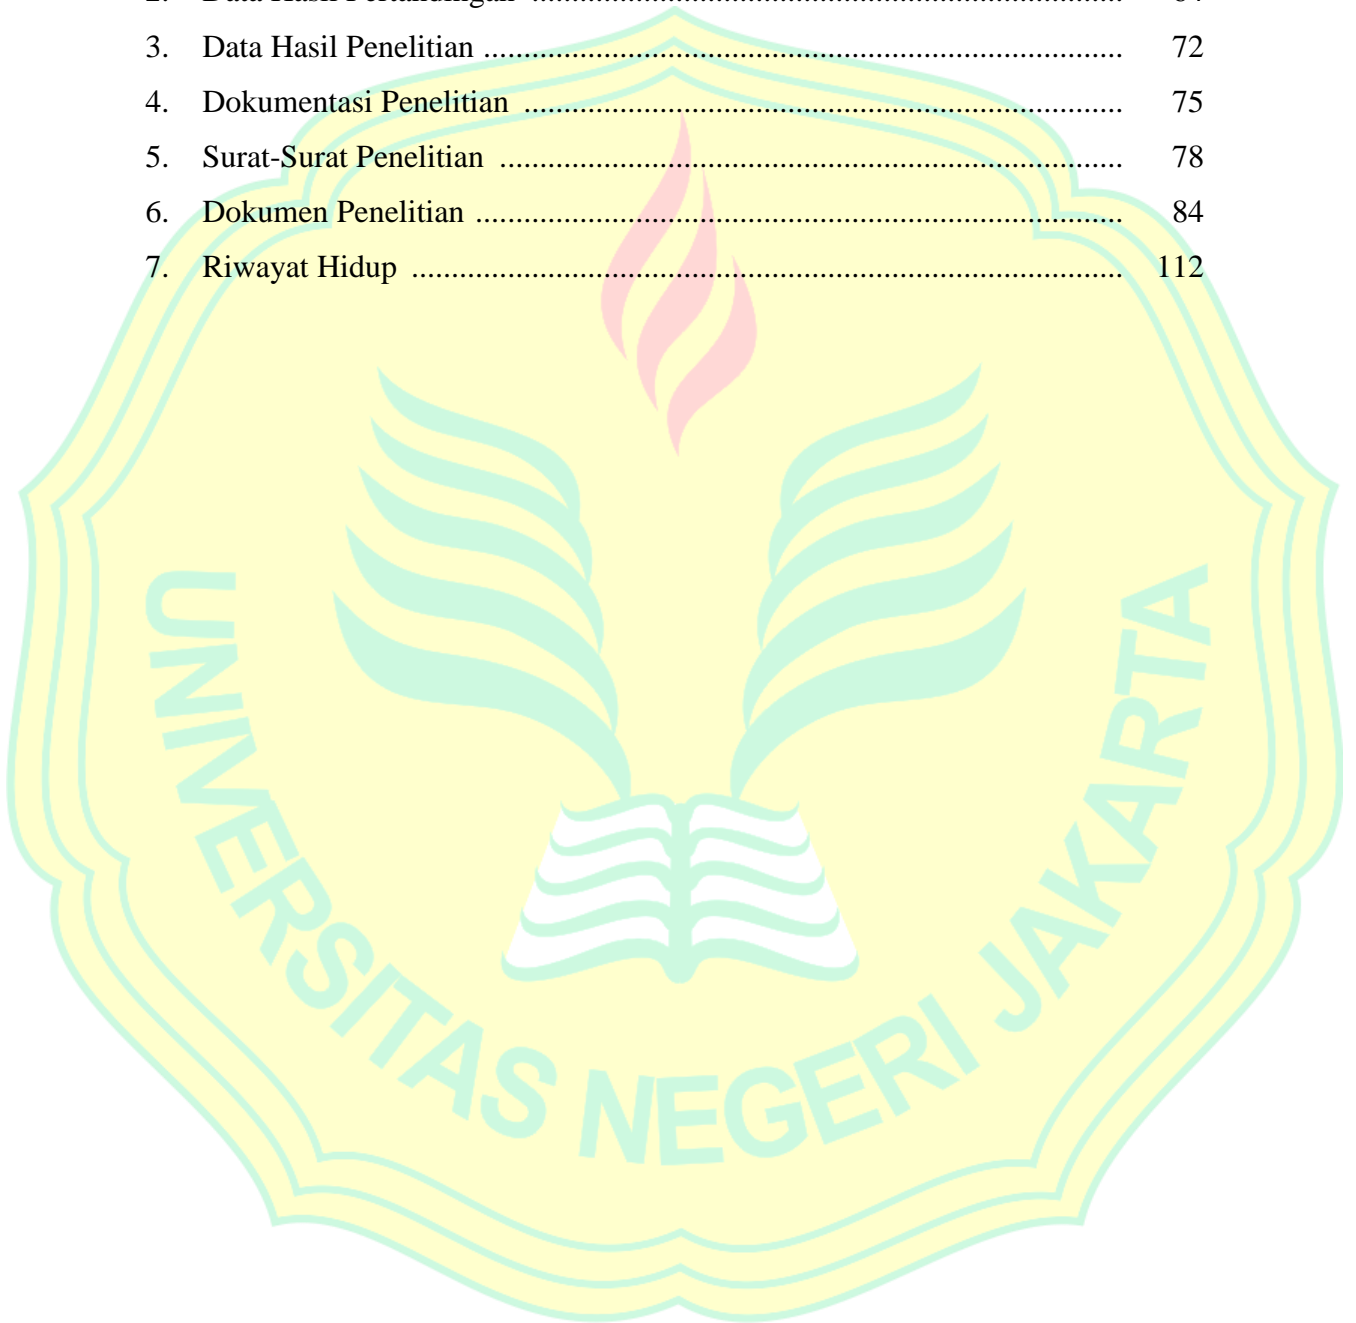 3. Data Hasil Penelitian ................................................................................ 72
4. Dokumentasi Penelitian ........................................................................... 75
5. Surat-Surat Penelitian .............................................................................. 78
6. Dokumen Penelitian ................................................................................. 84
7. Riwayat Hidup ......................................................................................... 112
UNIVERSITAS NEGERI JAKARTA